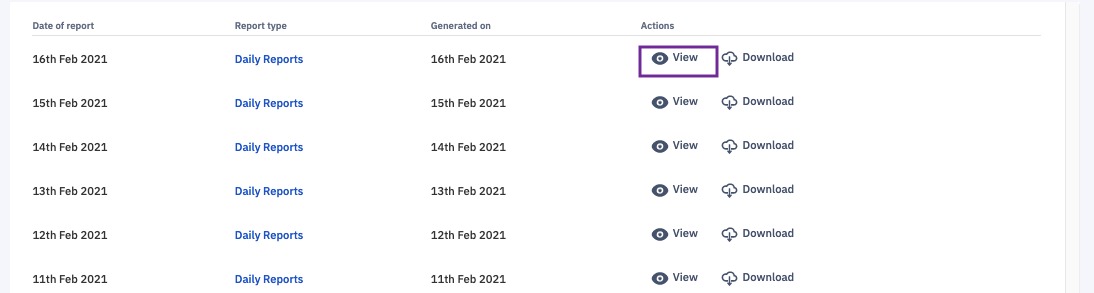 Date of report Report type Generated on Actions
16th Feb 2021 Daily Reports 16th Feb 2021 View Download
15th Feb 2021 Daily Reports 15th Feb 2021 View Download
14th Feb 2021 Daily Reports 14th Feb 2021 View Download
13th Feb 2021 Daily Reports 13th Feb 2021 View Download
12th Feb 2021 Daily Reports 12th Feb 2021 View Download
11th Feb 2021 Daily Reports 11th Feb 2021 View Download